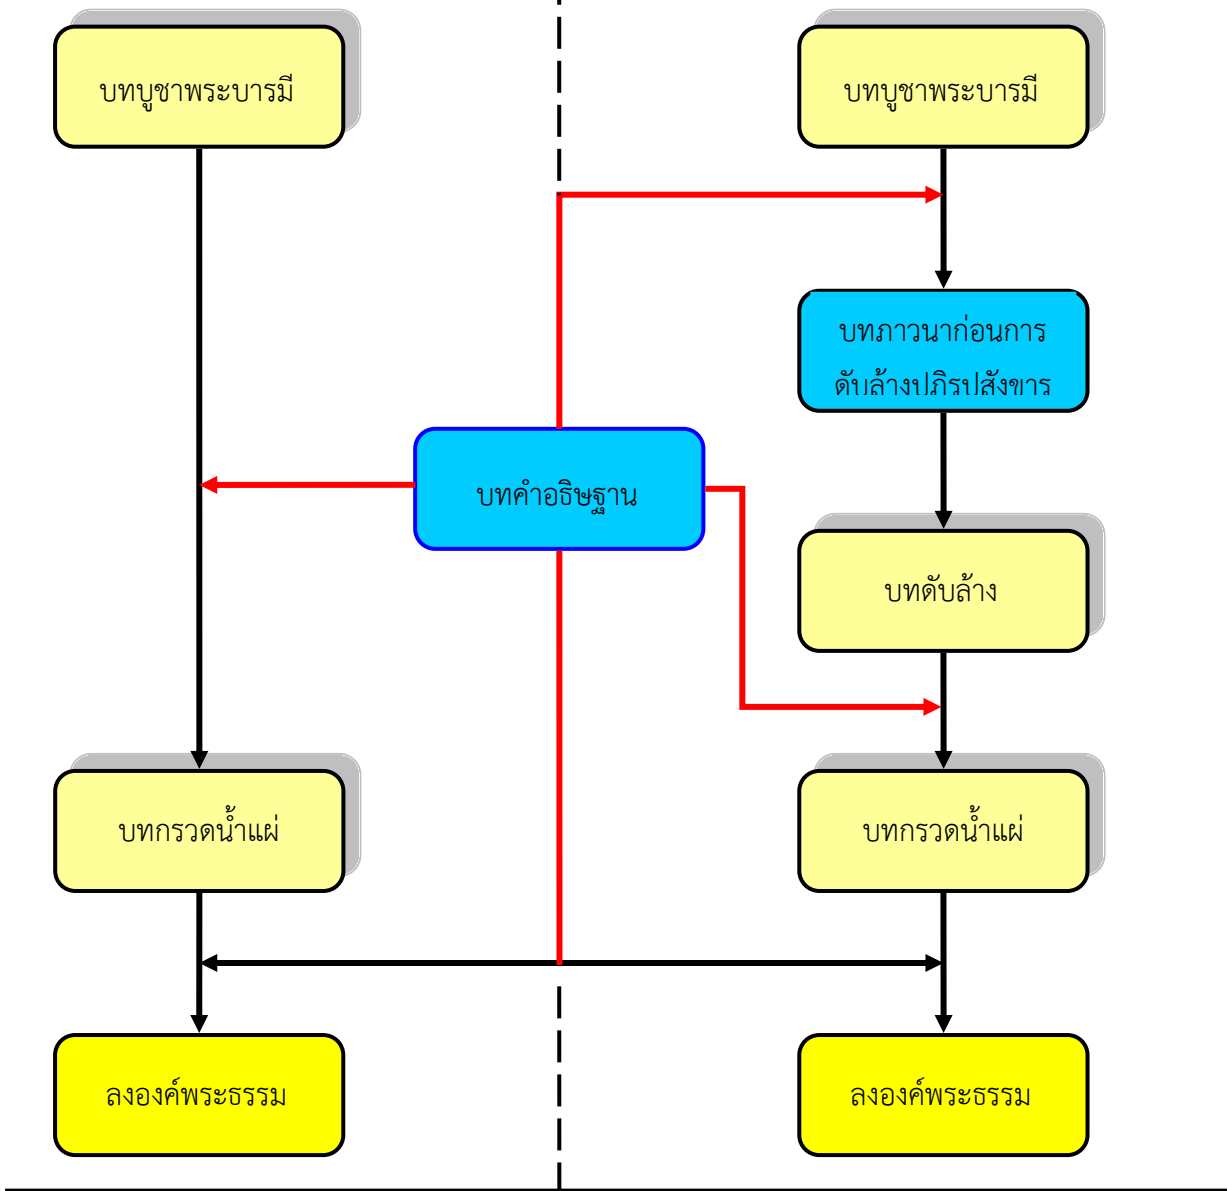 บทบูชาพระบารมี
บทบูชาพระบารมี
บทภาวนาก่อนการ
ดับล้างปภิรปสังขาร
บทคำอธิษฐาน
บทดับล้าง
บทกรวดน้ำแผ่
บทกรวดน้ำแผ่
ลงองค์พระธรรม
ลงองค์พระธรรม